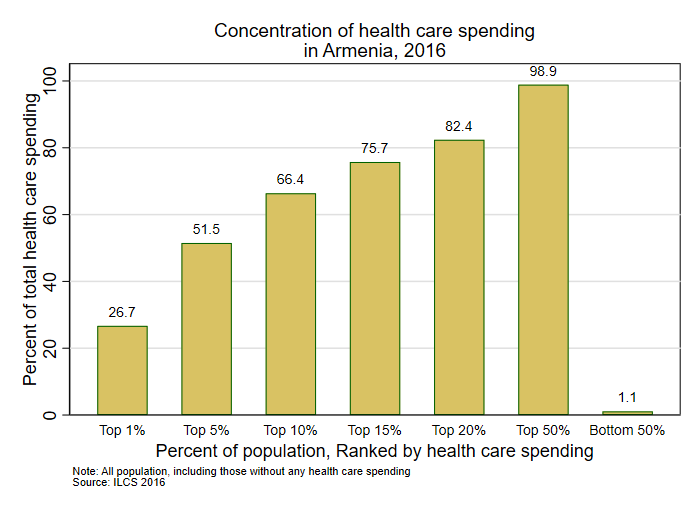 Concentration of health care spending
in Armenia, 2016
Percent of total health care spending
100
80
60
40
20
0
26.7
51.5
66.4
75.7
82.4
98.9
1.1
Top 1%
Top 5%
Top 10%
Top 15%
Top 20%
Top 50%
Bottom 50%
Percent of population, Ranked by health care spending
Note: All population, including those without any health care spending
Source: ILCS 2016